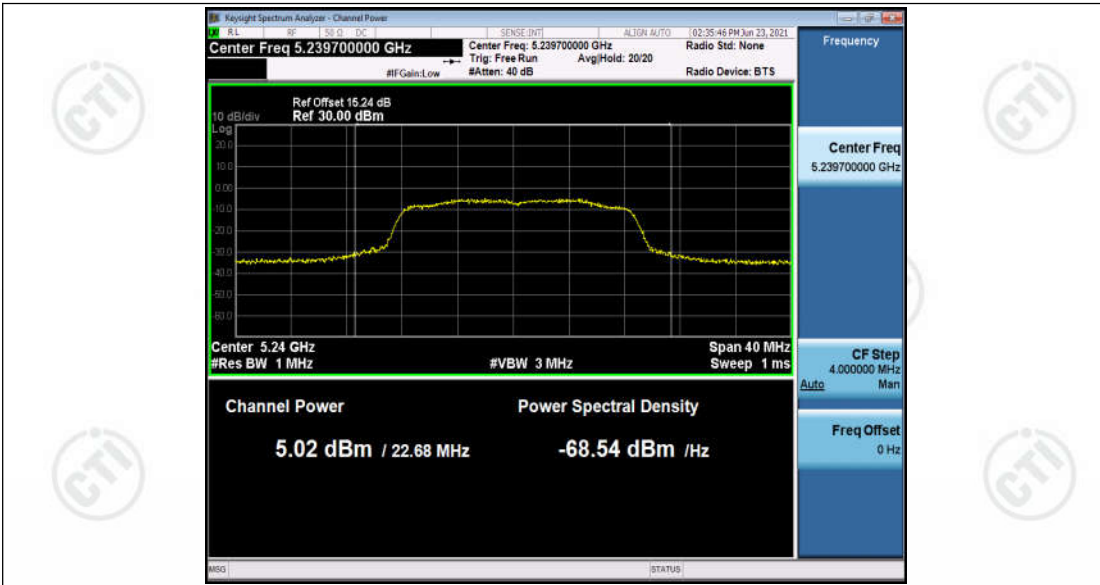 Keysight Spectrum Analyzer - Channel Power
RL RF 50 Ω DC SENSE:INT ALIGN AUTO 02:35:46 PM Jun 23, 2021
Center Freq 5.239700000 GHz
Center Freq: 5.239700000 GHz Radio Std: None
Trig: Free Run Avg|Hold: 20/20
#IFGain:Low #Atten: 40 dB Radio Device: BTS
Ref Offset 15.24 dB
10 dB/div Ref 30.00 dBm
Log
20.0
10.0
0.00
-10.0
-20.0
-30.0
-40.0
-50.0
-60.0
Center 5.24 GHz Span 40 MHz
#Res BW 1 MHz #VBW 3 MHz Sweep 1 ms
Channel Power Power Spectral Density
5.02 dBm / 22.68 MHz -68.54 dBm /Hz
MSG STATUS
Frequency
Center Freq
5.239700000 GHz
CF Step
4.000000 MHz
Auto Man
Freq Offset
0 Hz
CTI
CTI
CTI
CTI